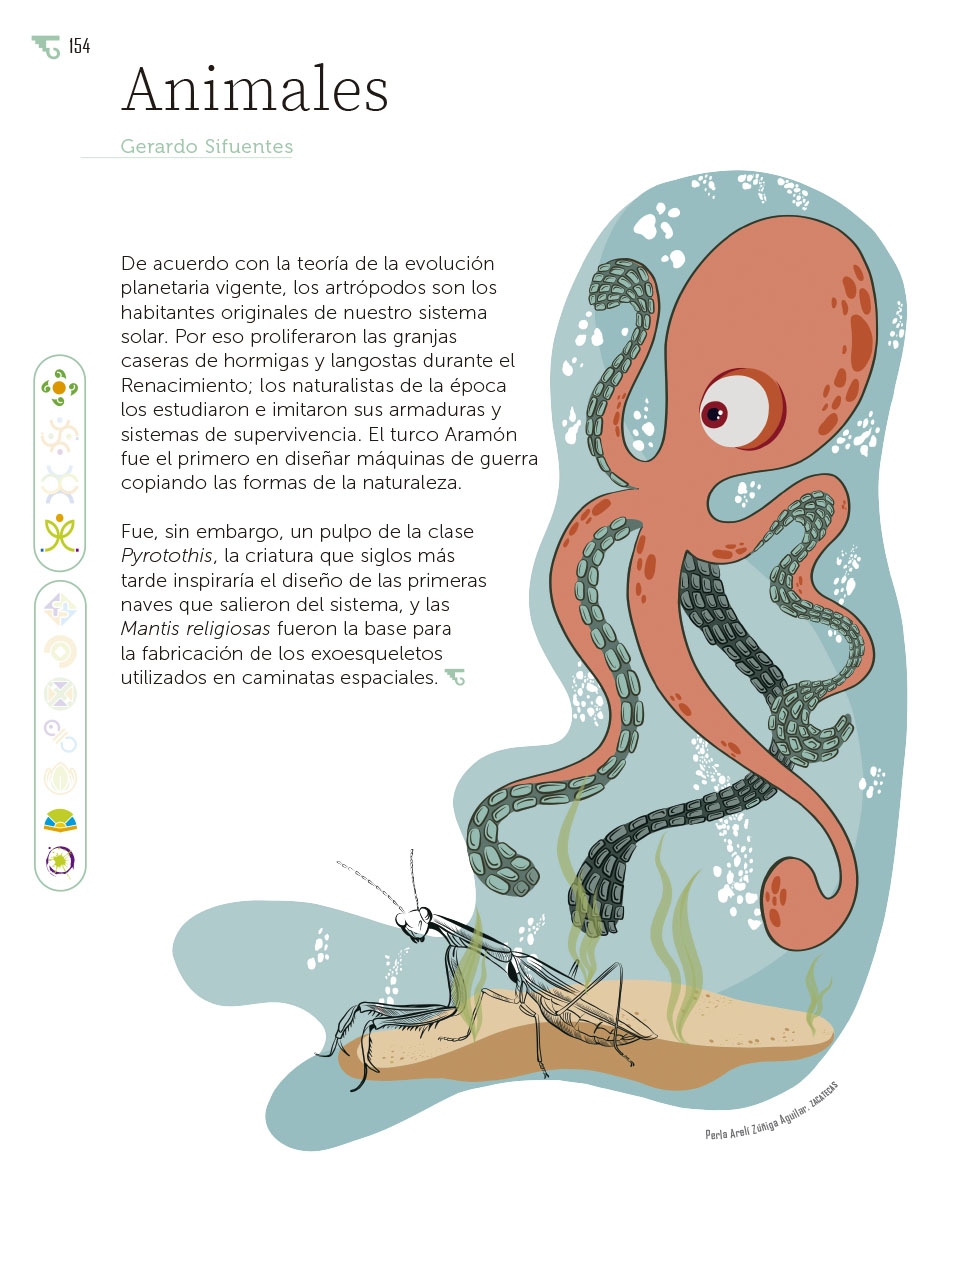 154
Animales
Gerardo Sifuentes
De acuerdo con la teoría de la evolución
planetaria vigente, los artrópodos son los
habitantes originales de nuestro sistema
solar. Por eso proliferaron las granjas
caseras de hormigas y langostas durante el
Renacimiento; los naturalistas de la época
los estudiaron e imitaron sus armaduras y
sistemas de supervivencia. El turco Aramón
fue el primero en diseñar máquinas de guerra
copiando las formas de la naturaleza.
Fue, sin embargo, un pulpo de la clase
Pyrotothis, la criatura que siglos más
tarde inspiraría el diseño de las primeras
naves que salieron del sistema, y las
Mantis religiosas fueron la base para
la fabricación de los exoesqueletos
utilizados en caminatas espaciales.
Perla Areli Zúñiga Aguilar. ZACATECAS